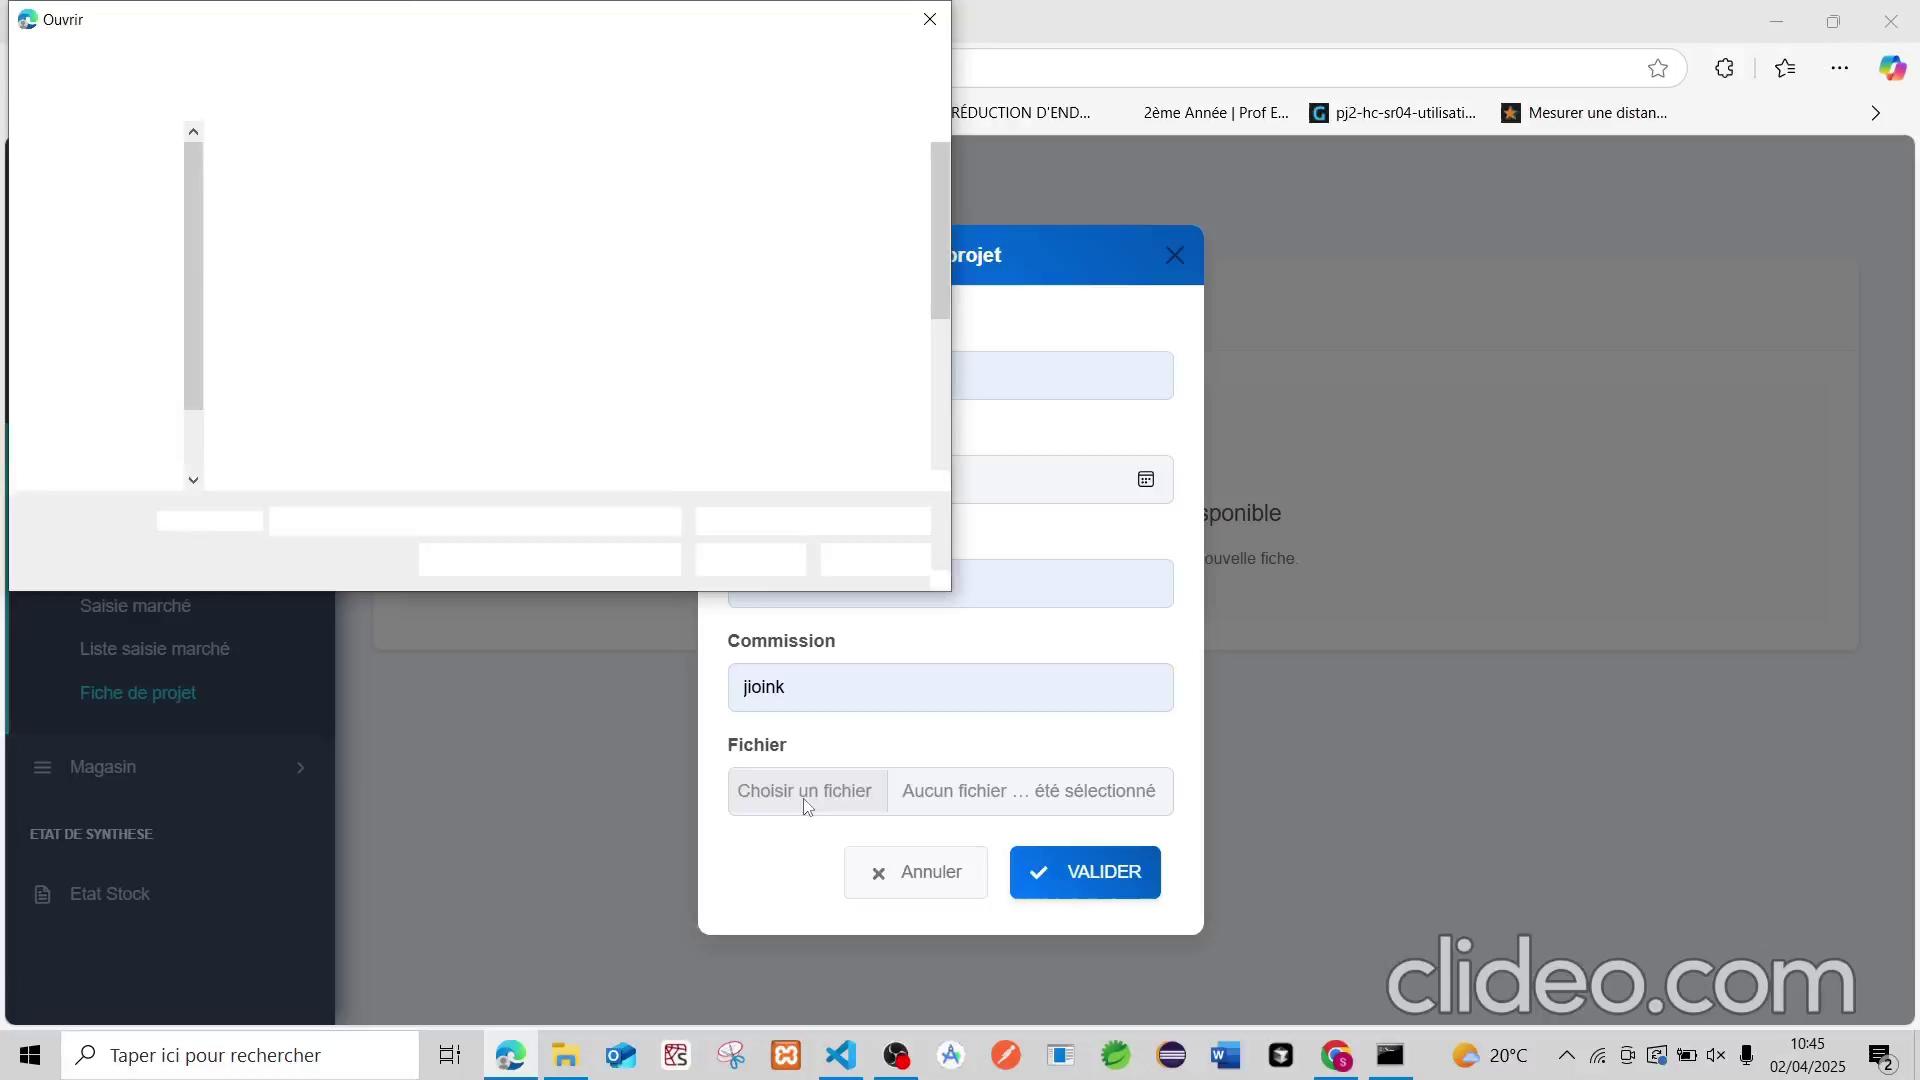 Ouvrir
RÉDUCTION D'END...
2ème Année | Prof E...
pj2-hc-sr04-utilisati...
Mesurer une distan...
projet
sponible
ouvelle fiche.
Saisie marché
Liste saisie marché
Fiche de projet
Magasin
ETAT DE SYNTHESE
Etat Stock
Commission
jioink
Fichier
Choisir un fichier
Aucun fichier ... été sélectionné
Annuler
VALIDER
clideo.com
Taper ici pour rechercher
20°C
10:45
02/04/2025
2